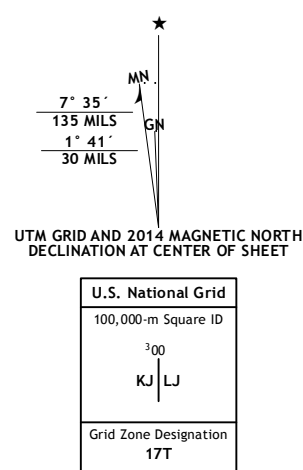 ★
MN
7° 35´
135 MILS
GN
1° 41´
30 MILS
UTM GRID AND 2014 MAGNETIC NORTH
DECLINATION AT CENTER OF SHEET
U.S. National Grid
100,000-m Square ID
³00
KJ LJ
Grid Zone Designation
17T